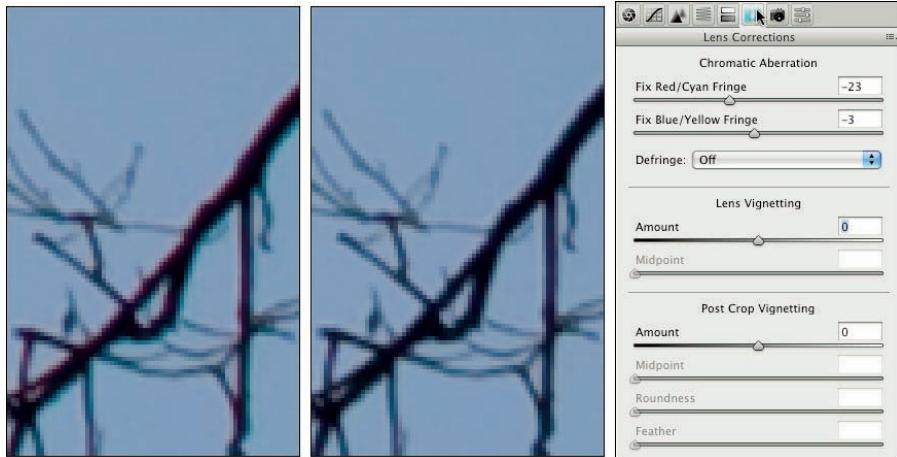 Lens Corrections
Chromatic Aberration
Fix Red/Cyan Fringe -23
Fix Blue/Yellow Fringe -3
Defringe: Off
Lens Vignetting
Amount 0
Midpoint
Post Crop Vignetting
Amount 0
Midpoint
Roundness
Feather